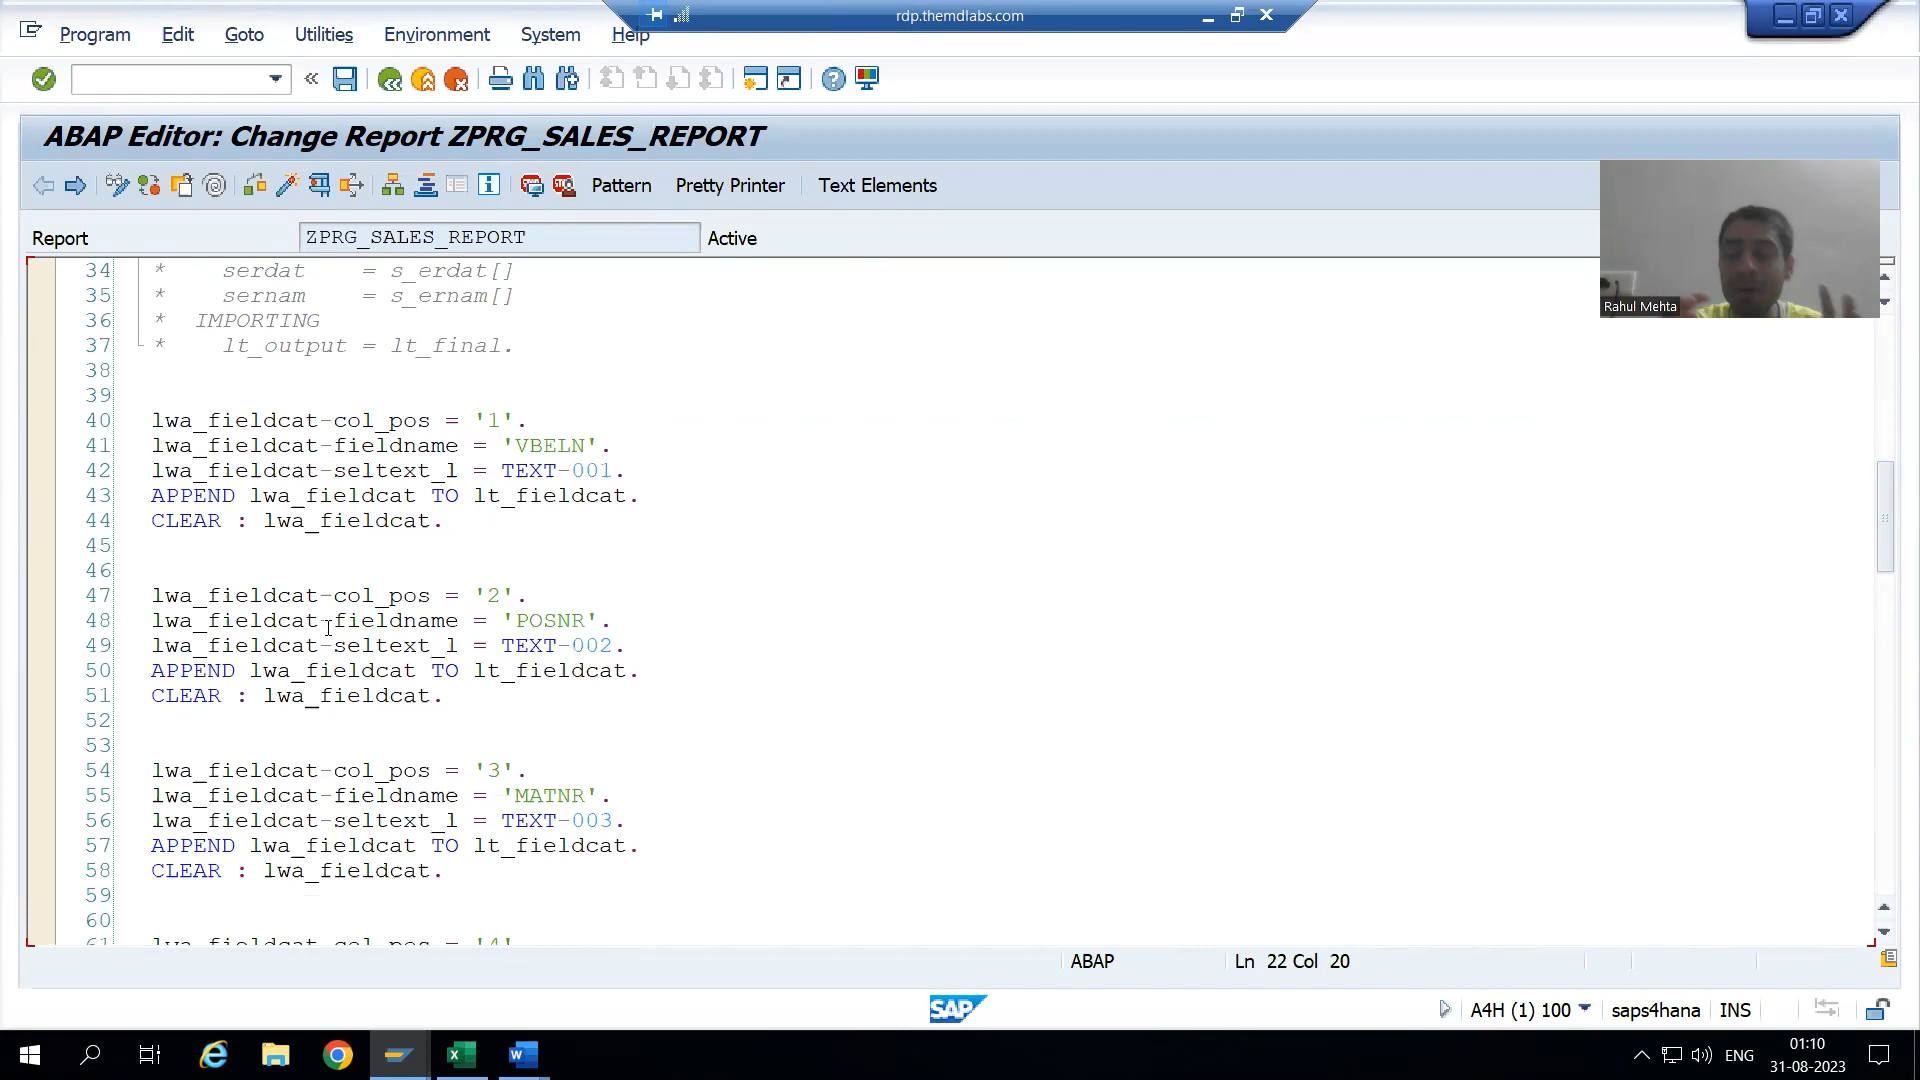 rdp.themdlabs.com
Program Edit Goto Utilities Environment System Help
ABAP Editor: Change Report ZPRG_SALES_REPORT
Pattern Pretty Printer Text Elements
Report ZPRG_SALES_REPORT Active
Rahul Mehta
34 * serdat = s_erdat[]
35 * sernam = s_ernam[]
36 * IMPORTING
37 * lt_output = lt_final.
38
39
40 lwa_fieldcat-col_pos = '1'.
41 lwa_fieldcat-fieldname = 'VBELN'.
42 lwa_fieldcat-seltext_l = TEXT-001.
43 APPEND lwa_fieldcat TO lt_fieldcat.
44 CLEAR : lwa_fieldcat.
45
46
47 lwa_fieldcat-col_pos = '2'.
48 lwa_fieldcat-fieldname = 'POSNR'.
49 lwa_fieldcat-seltext_l = TEXT-002.
50 APPEND lwa_fieldcat TO lt_fieldcat.
51 CLEAR : lwa_fieldcat.
52
53
54 lwa_fieldcat-col_pos = '3'.
55 lwa_fieldcat-fieldname = 'MATNR'.
56 lwa_fieldcat-seltext_l = TEXT-003.
57 APPEND lwa_fieldcat TO lt_fieldcat.
58 CLEAR : lwa_fieldcat.
59
60
61 lwa_fieldcat-col_pos = '4'
ABAP Ln 22 Col 20
SAP A4H (1) 100 saps4hana INS
ENG 01:10
31-08-2023